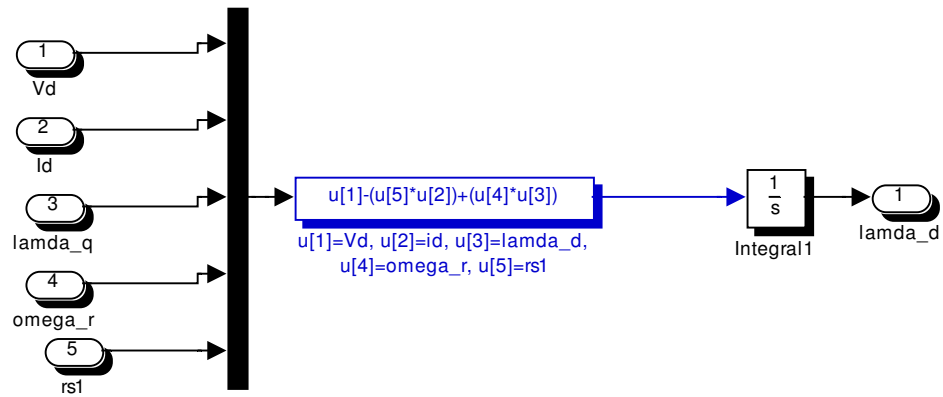 1
Vd
2
Id
3
lamda_q
4
omega_r
5
rs1
u[1]-(u[5]*u[2])+(u[4]*u[3])
u[1]=Vd, u[2]=id, u[3]=lamda_d,
u[4]=omega_r, u[5]=rs1
1
s
Integral1
1
lamda_d